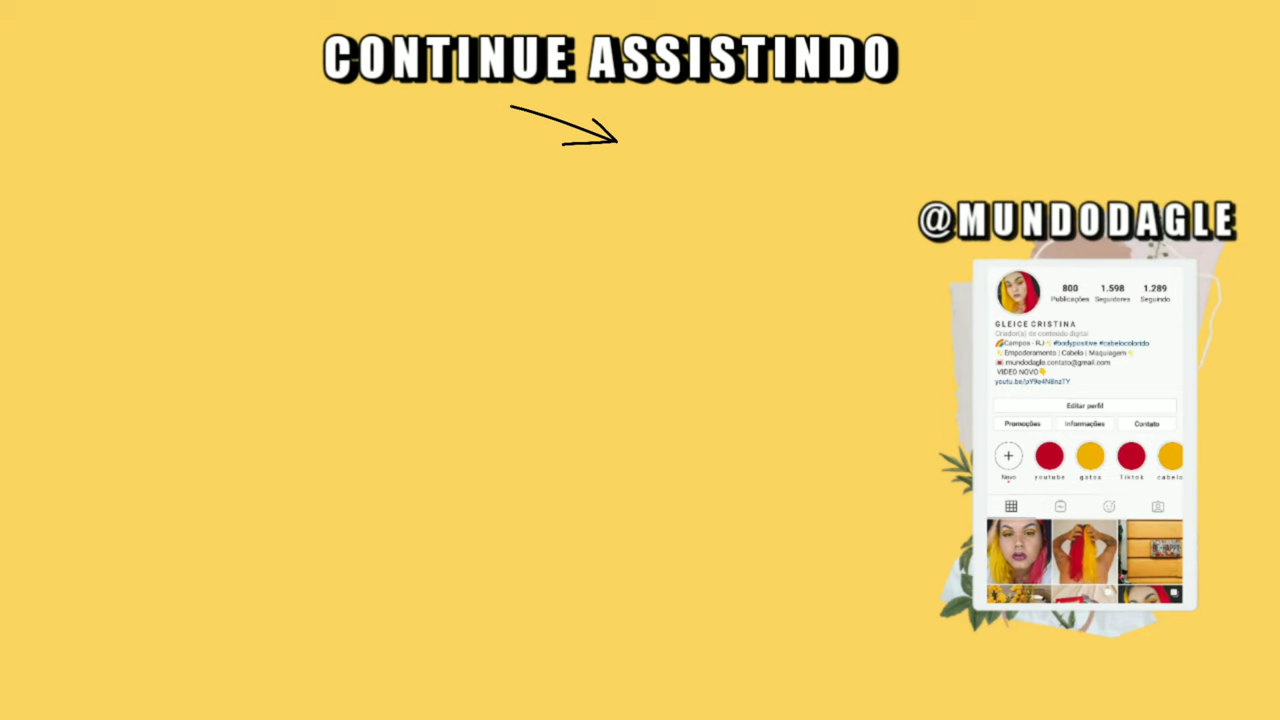 CONTINUE ASSISTINDO
@MUNDODAGLE
800 1.598 1.289
Publicações Seguidores Seguindo
GLEICE CRISTINA
Criador(a) de conteúdo digital
🌈Campos - RJ✨ #bodypositive #cabelocolorido
✨Empoderamento | Cabelo | Maquiagem✨
💌 mundodagle.contato@gmail.com
VIDEO NOVO👇
Editar perfil
Promoções Informações Contato
Novo youtube gotoa Tiktok cabelo